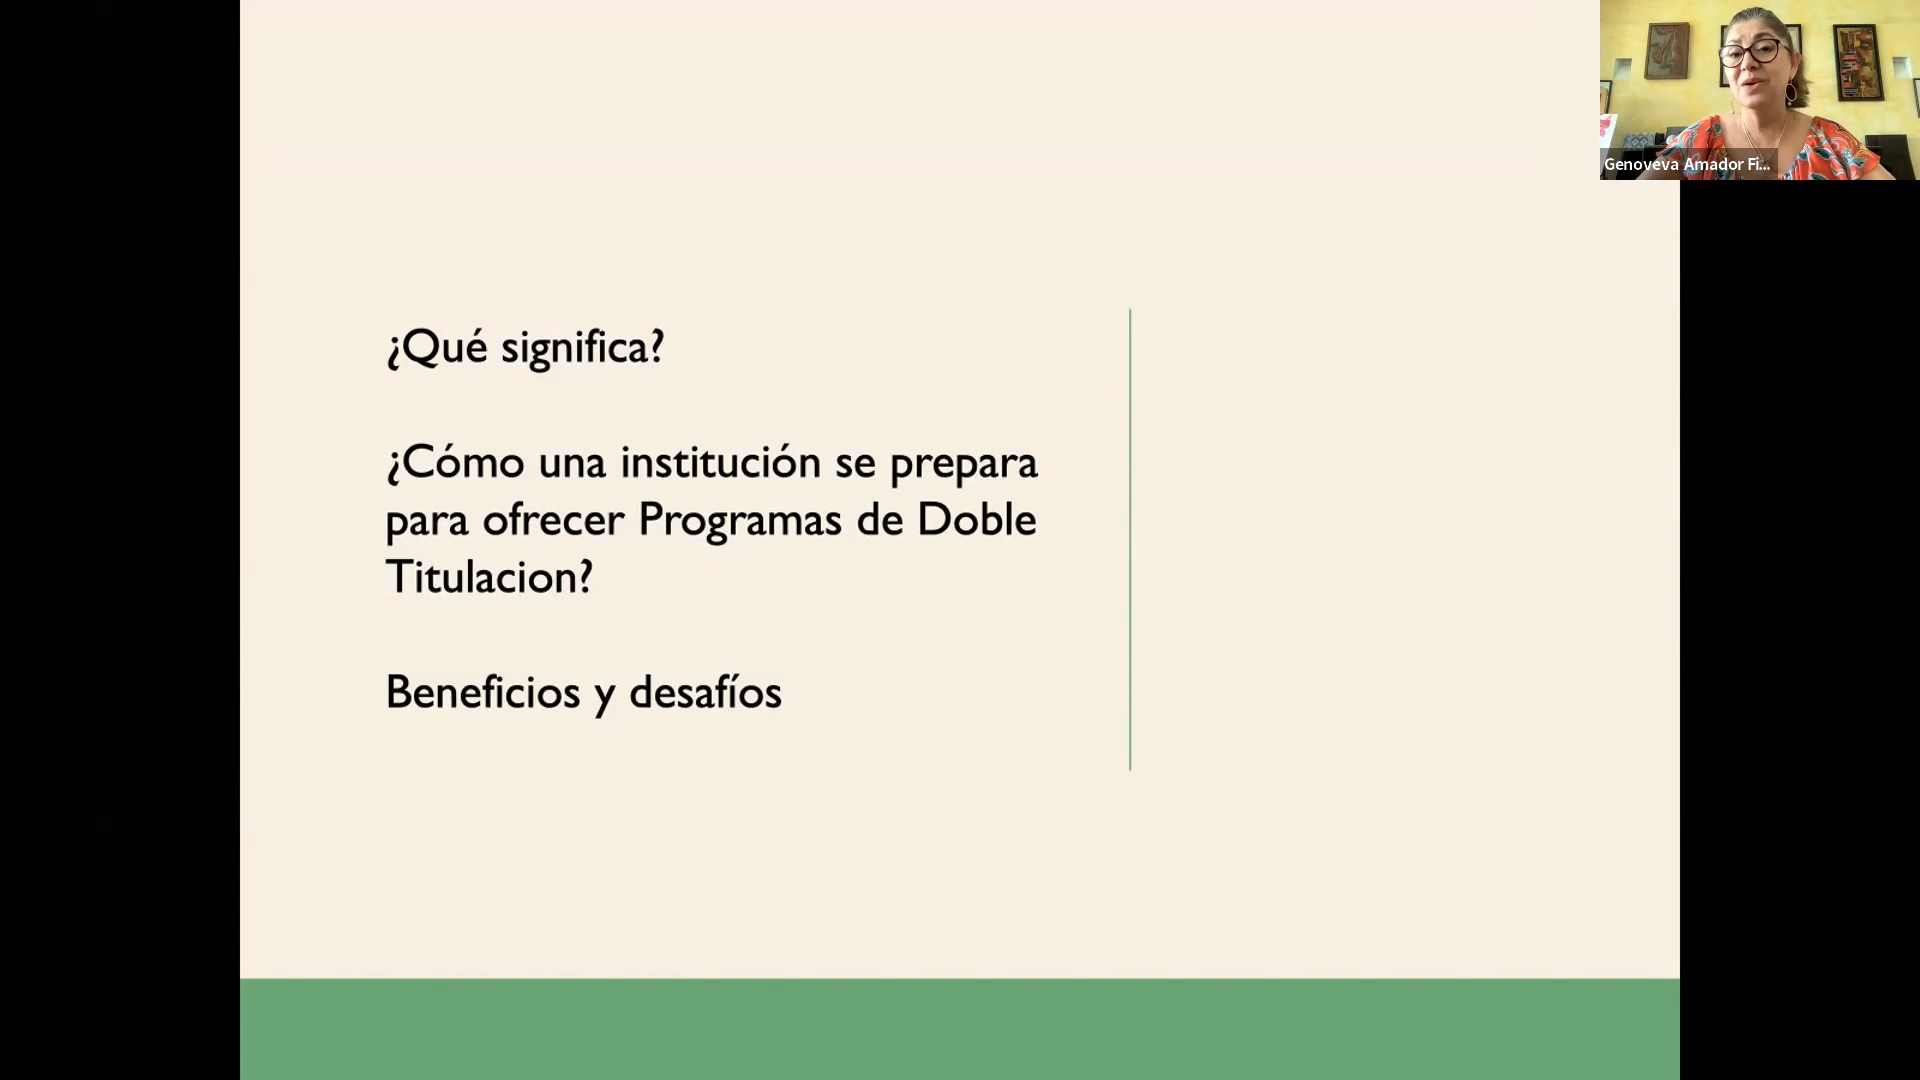 Genoveva Amador Fi...
¿Qué significa?
¿Cómo una institución se prepara
para ofrecer Programas de Doble
Titulacion?
Beneficios y desafíos